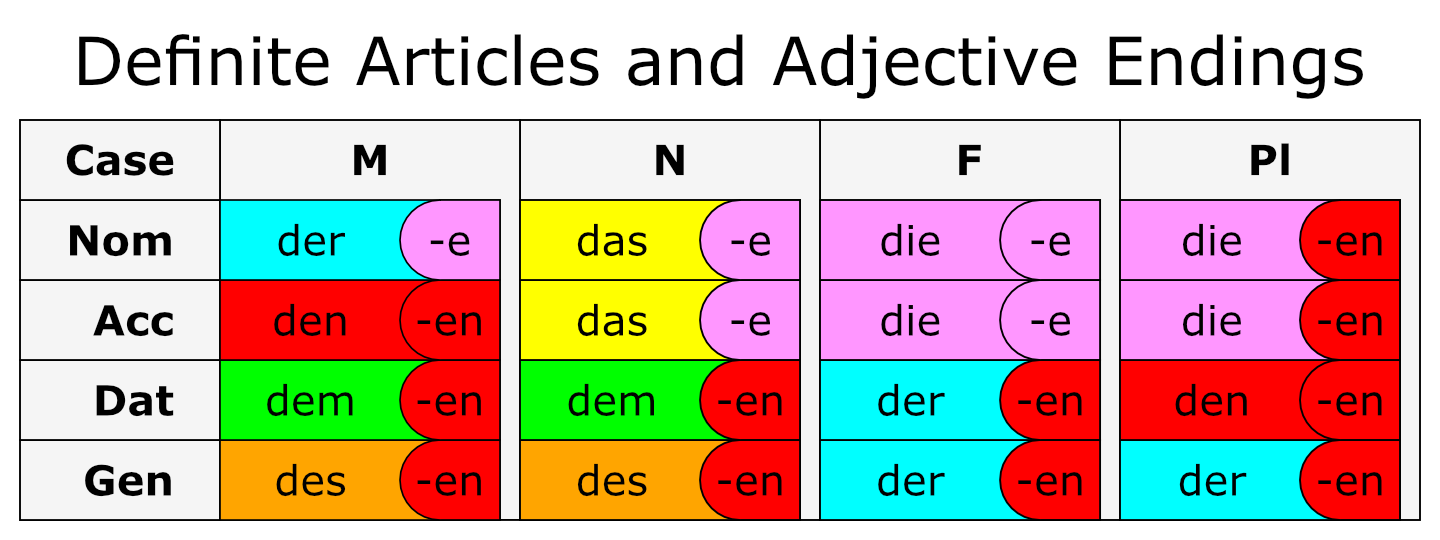 Definite Articles and Adjective Endings
Case M N F Pl
Nom der -e das -e die -e die -en
Acc den -en das -e die -e die -en
Dat dem -en dem -en der -en den -en
Gen des -en des -en der -en der -en